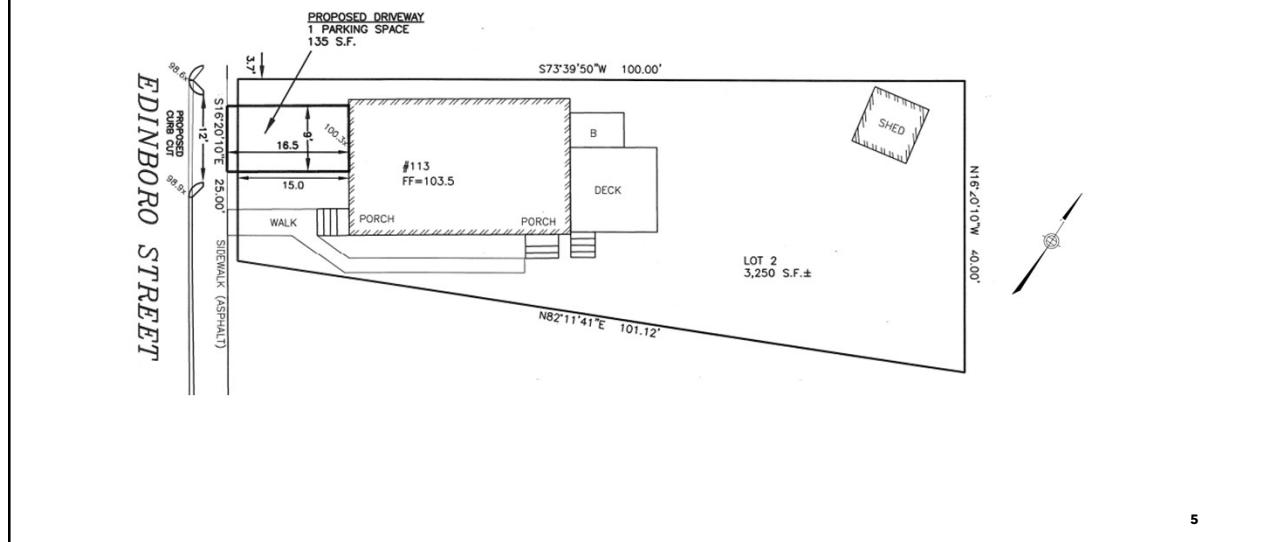 PROPOSED DRIVEWAY
1 PARKING SPACE
135 S.F.
3.7'
S73°39'50"W 100.00'
98.6x
EDINBORO STREET
PROPOSED
CURB CUT
12'
98.9x
S16°20'10"E 25.00'
SIDEWALK (ASPHALT)
9'
100.3x
16.5
15.0
#113
FF=103.5
WALK
PORCH
PORCH
B
DECK
SHED
LOT 2
3,250 S.F.±
N16°20'10"W 40.00'
N82°11'41"E 101.12'
5